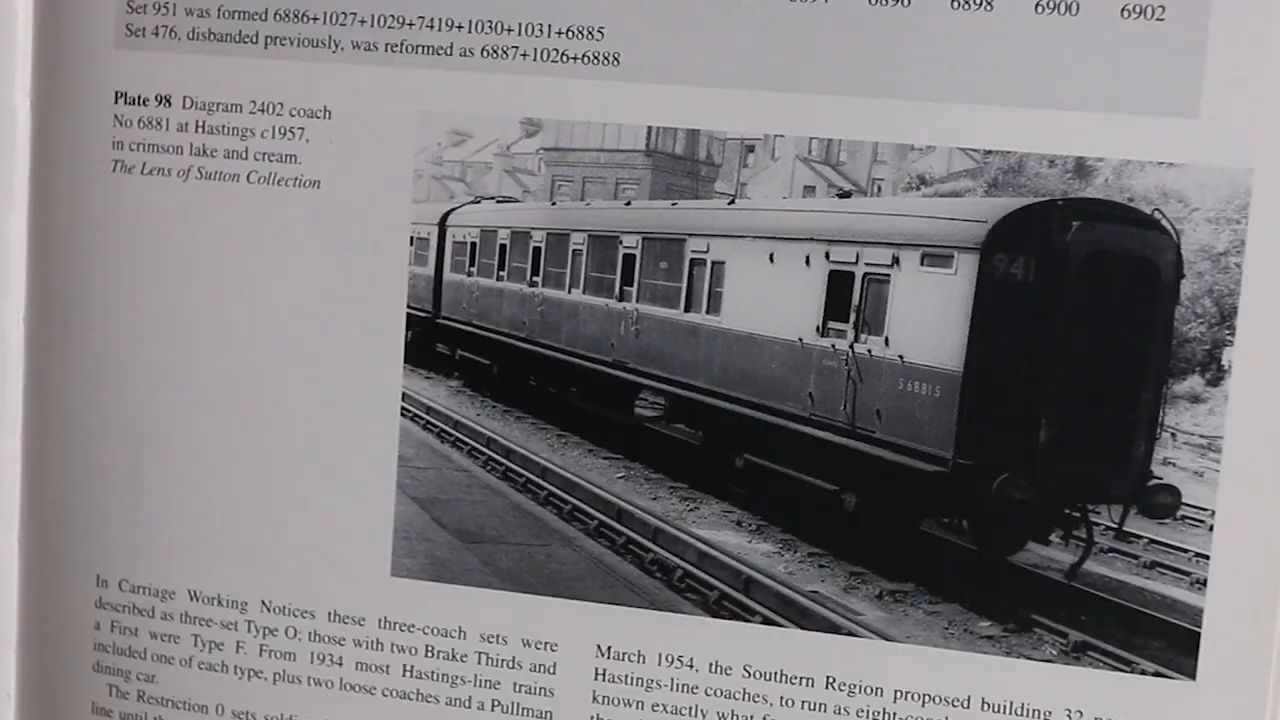 6896 6898 6900 6902
Set 951 was formed 6886+1027+1029+7419+1030+1031+6885
Set 476, disbanded previously, was reformed as 6887+1026+6888
Plate 98 Diagram 2402 coach
No 6881 at Hastings c1957,
in crimson lake and cream.
The Lens of Sutton Collection
941
S6881S
In Carriage Working Notices these three-coach sets were
described as three-set Type O; those with two Brake Thirds and
a First were Type F. From 1934 most Hastings-line trains
included one of each type, plus two loose coaches and a Pullman
dining car.
The Restriction 0 sets
line until
March 1954, the Southern Region proposed building 32
Hastings-line coaches, to run as
known exactly what